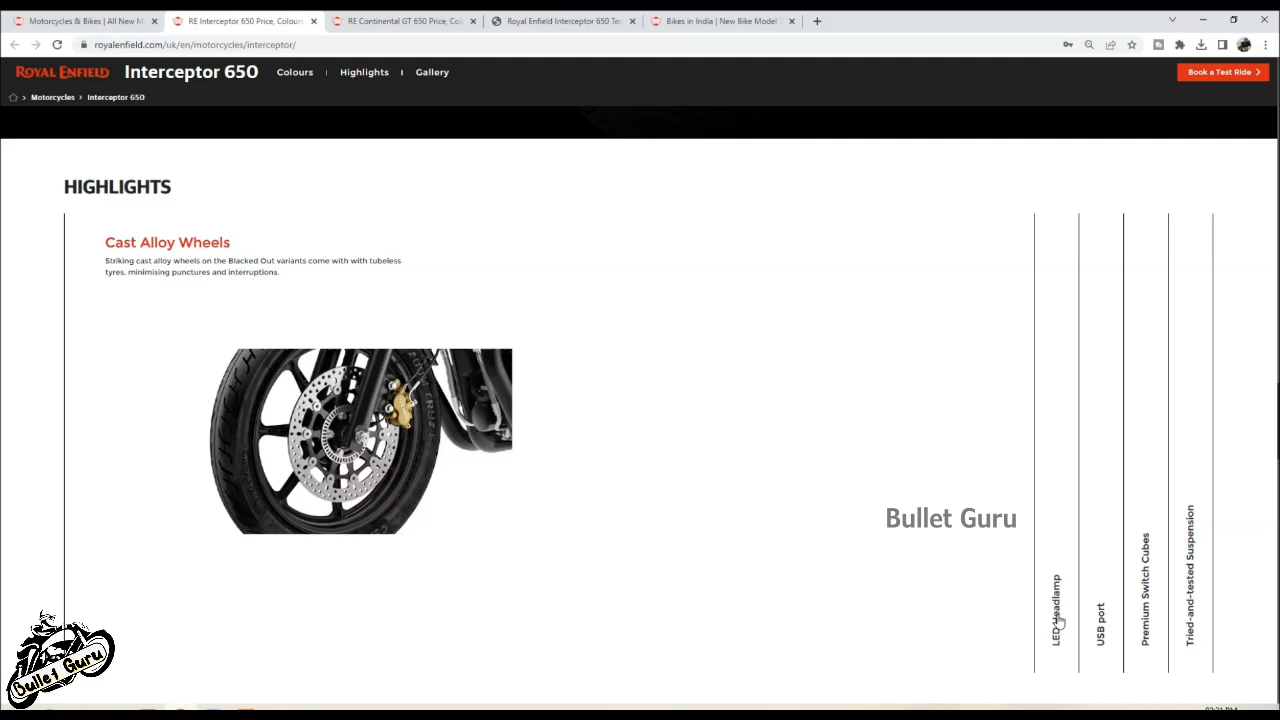 Motorcycles & Bikes | All New M
RE Interceptor 650 Price, Colours
RE Continental GT 650 Price, Col
Royal Enfield Interceptor 650 Tec
Bikes in India | New Bike Model
royalenfield.com/uk/en/motorcycles/interceptor/
ROYAL ENFIELD
Interceptor 650
Colours
Highlights
Gallery
Book a Test Ride
Motorcycles
Interceptor 650
HIGHLIGHTS
Cast Alloy Wheels
Striking cast alloy wheels on the Blacked Out variants come with with tubeless
tyres, minimising punctures and interruptions.
Bullet Guru
LED Headlamp
USB port
Premium Switch Cubes
Tried-and-tested Suspension
Bullet Guru